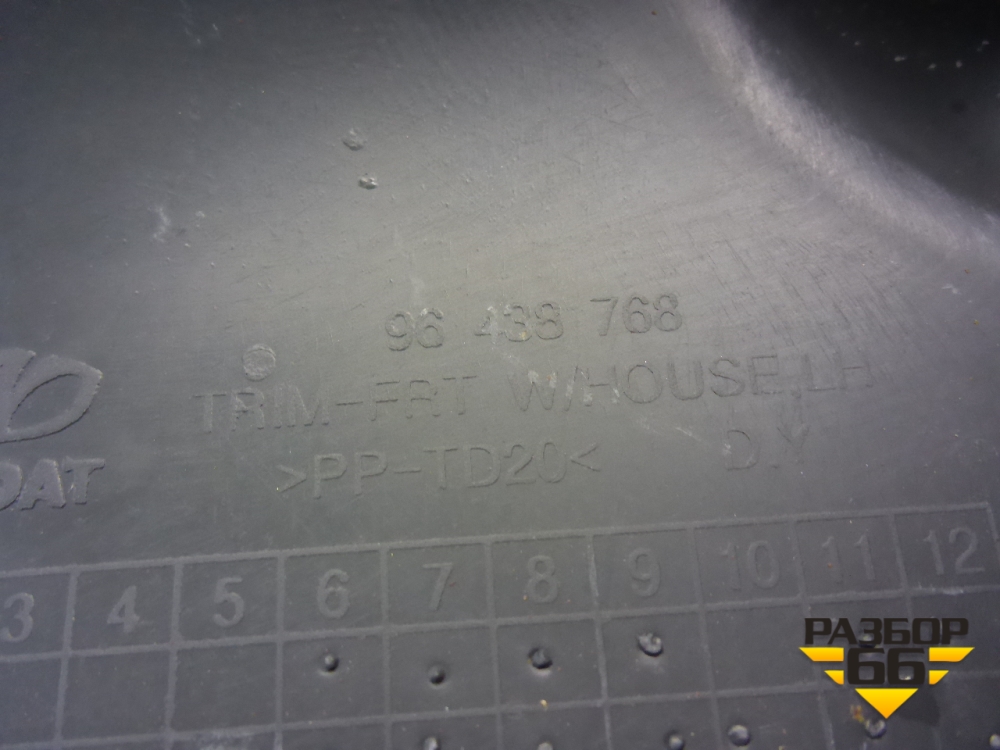 96 438 768
TRIM-FRT W/HOUSE,LH
>PP-TD20< D.Y
3 4 5 6 7 8 9 10 11 12
РАЗБОР
66